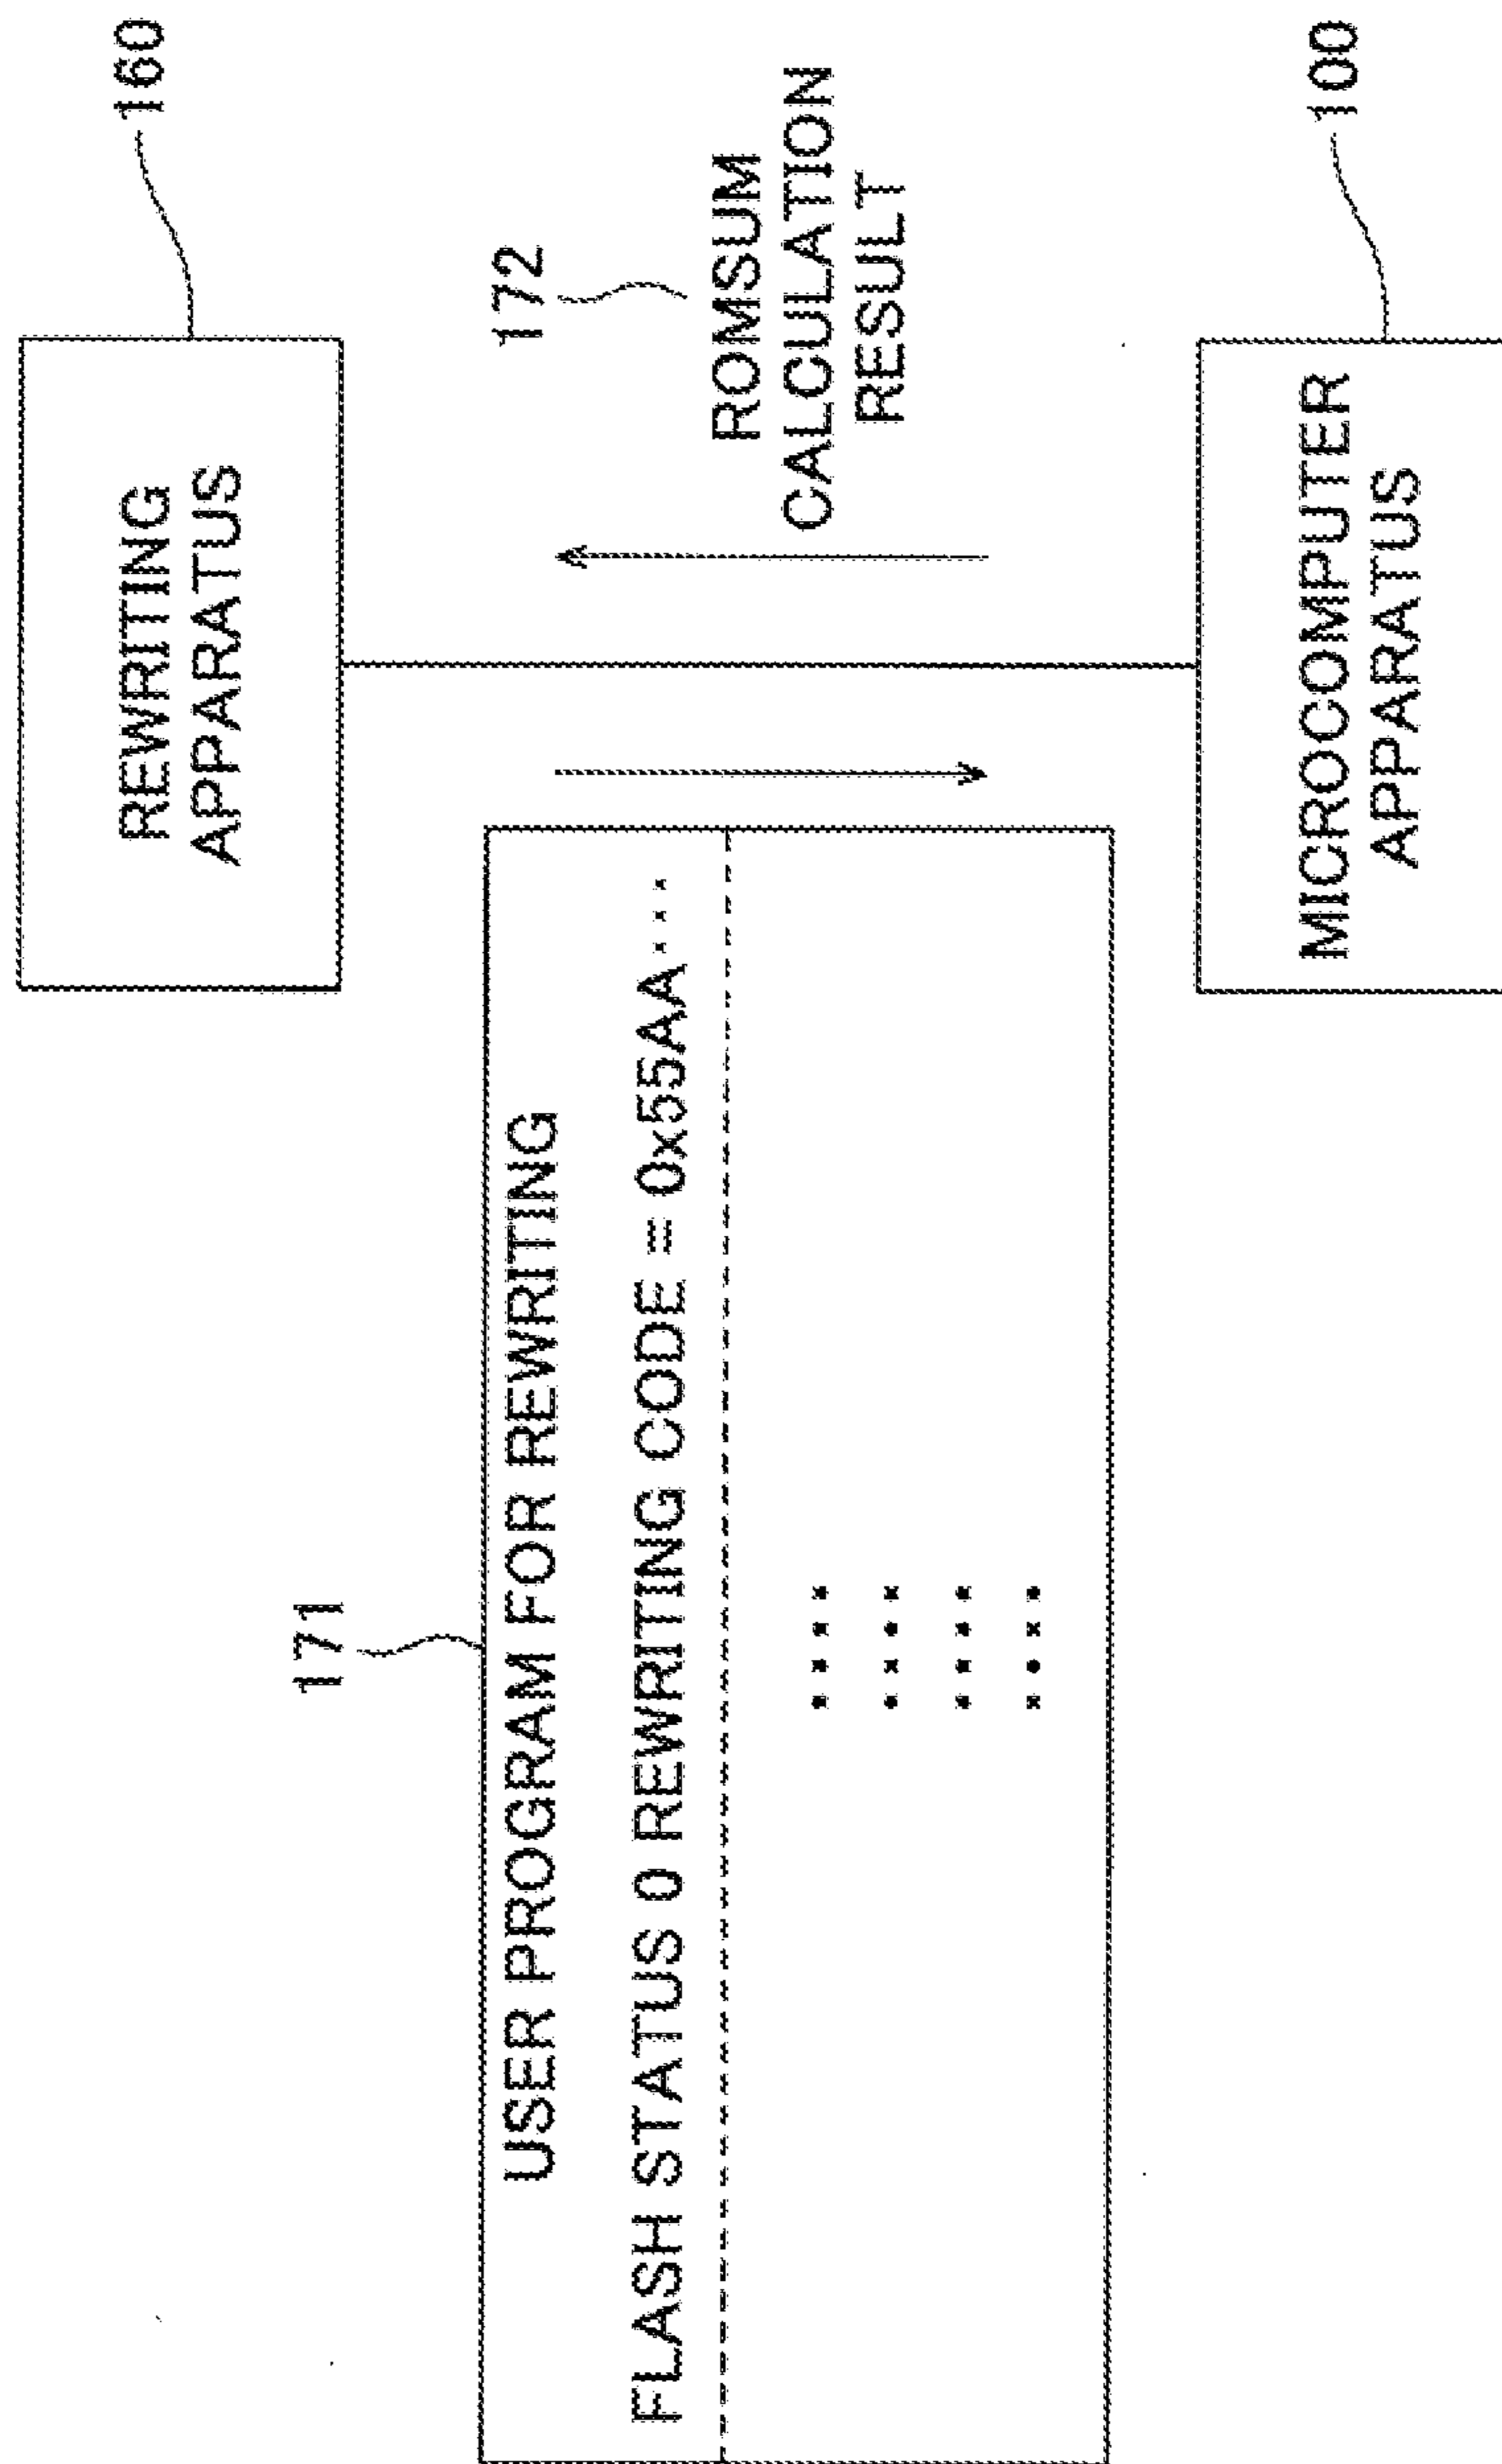 REWRITING
APPARATUS
160
171
USER PROGRAM FOR REWRITING
FLASH STATUS 0 REWRITING CODE = 0x55AA···
····
····
····
····
172
ROMSUM
CALCULATION
RESULT
MICROCOMPUTER
APPARATUS
100